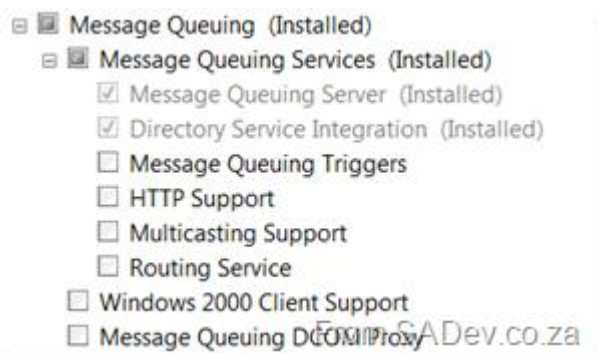 Message Queuing (Installed)
Message Queuing Services (Installed)
Message Queuing Server (Installed)
Directory Service Integration (Installed)
Message Queuing Triggers
HTTP Support
Multicasting Support
Routing Service
Windows 2000 Client Support
Message Queuing DCOM Proxy
From SADev.co.za